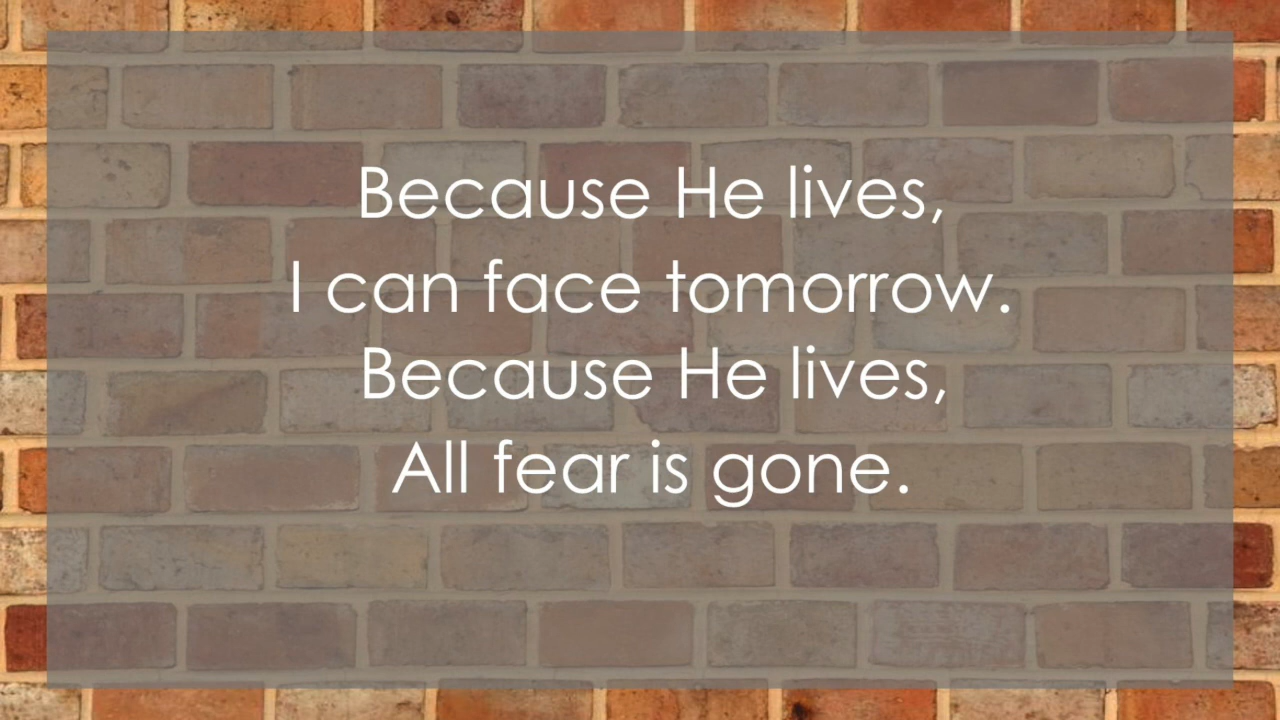 Because He lives,
I can face tomorrow.
Because He lives,
All fear is gone.